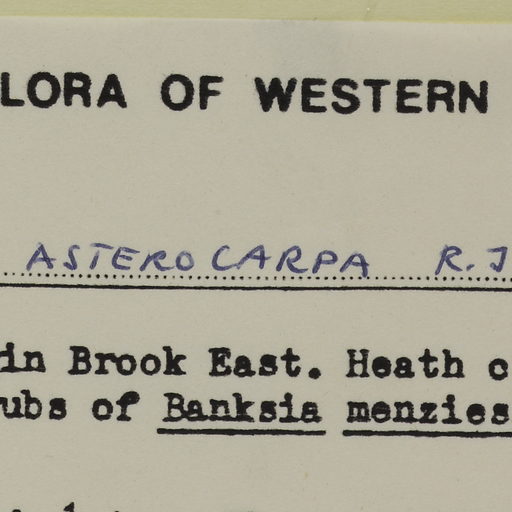 LORA OF WESTERN
ASTEROCARPA R. J
in Brook East. Heath c
ubs of Banksia menzies